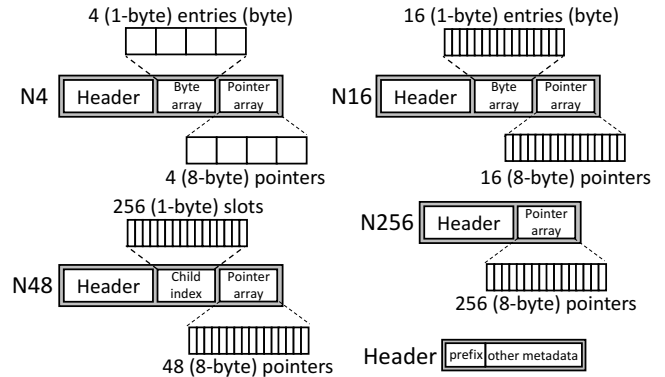 4 (1-byte) entries (byte)
N4
Header
Byte
array
Pointer
array
4 (8-byte) pointers
16 (1-byte) entries (byte)
N16
Header
Byte
array
Pointer
array
16 (8-byte) pointers
256 (1-byte) slots
N48
Header
Child
index
Pointer
array
48 (8-byte) pointers
N256
Header
Pointer
array
256 (8-byte) pointers
Header
prefix other metadata